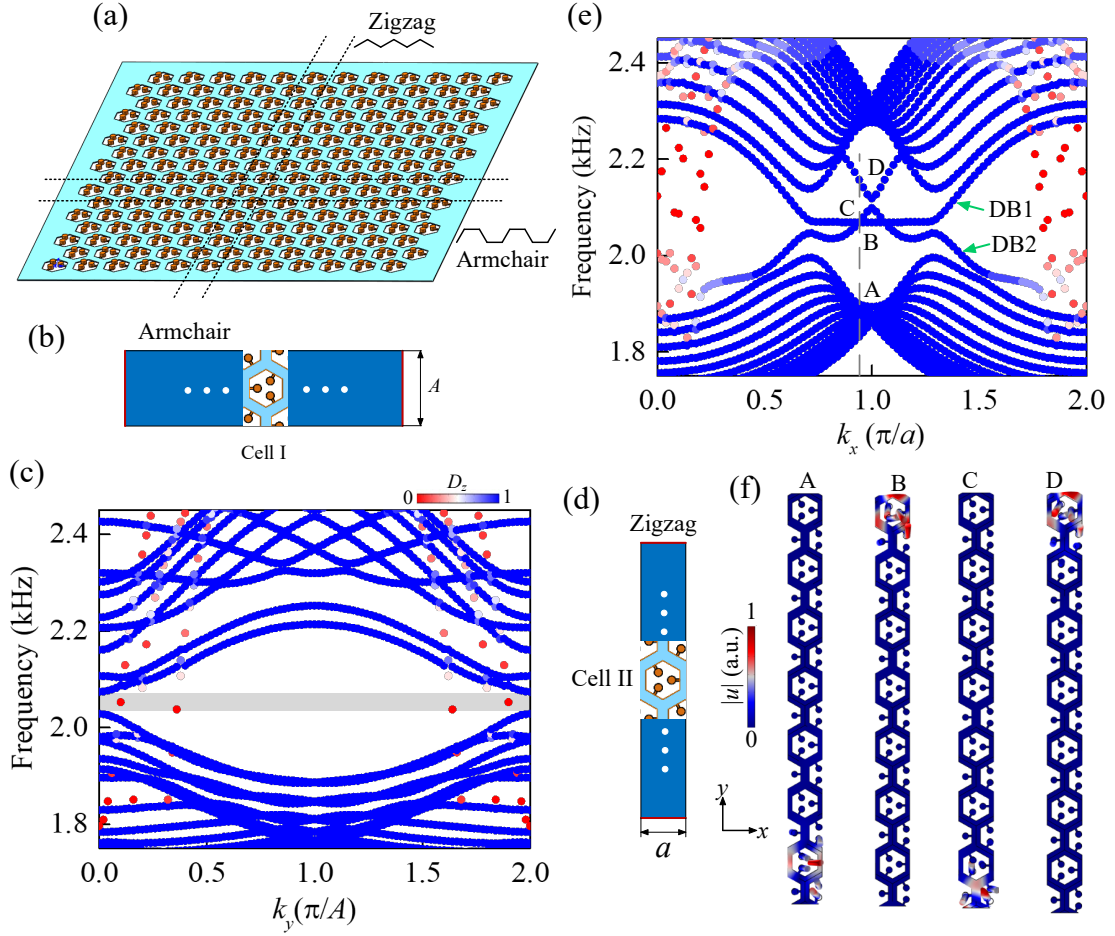 (a)
Zigzag
Armchair
(b)
Armchair
A
Cell I
(c)
D_z
0 1
Frequency (kHz)
2.4
2.2
2.0
1.8
0.0 0.5 1.0 1.5 2.0
k_y(π/A)
(d)
Zigzag
Cell II
a
y
x
(e)
Frequency (kHz)
2.4
2.2
2.0
1.8
D
C
B
A
DB1
DB2
0.0 0.5 1.0 1.5 2.0
k_x (π/a)
(f)
A B C D
1
|u| (a.u.)
0